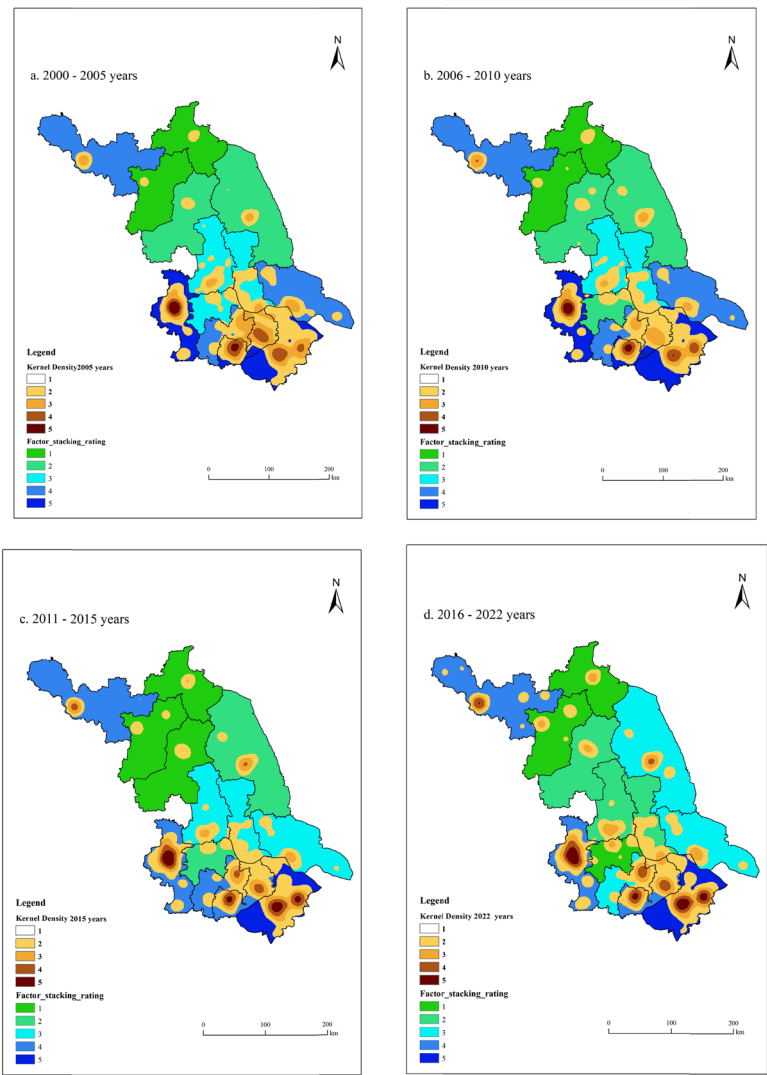 N
a. 2000 - 2005 years
Legend
Kernel Density2005 years
1
2
3
4
5
Factor_stacking_rating
1
2
3
4
5
0 100 200
km
N
b. 2006 - 2010 years
Legend
Kernel Density 2010 years
1
2
3
4
5
Factor_stacking_rating
1
2
3
4
5
0 100 200
km
N
c. 2011 - 2015 years
Legend
Kernel Density 2015 years
1
2
3
4
5
Factor_stacking_rating
1
2
3
4
5
0 100 200
km
N
d. 2016 - 2022 years
Legend
Kernel Density 2022 years
1
2
3
4
5
Factor_stacking_rating
1
2
3
4
5
0 100 200
km